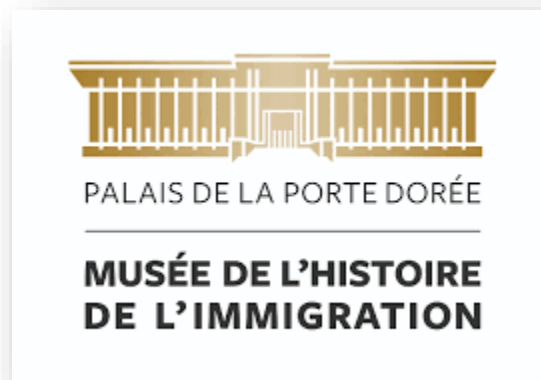 PALAIS DE LA PORTE DORÉE
MUSÉE DE L'HISTOIRE
DE L'IMMIGRATION